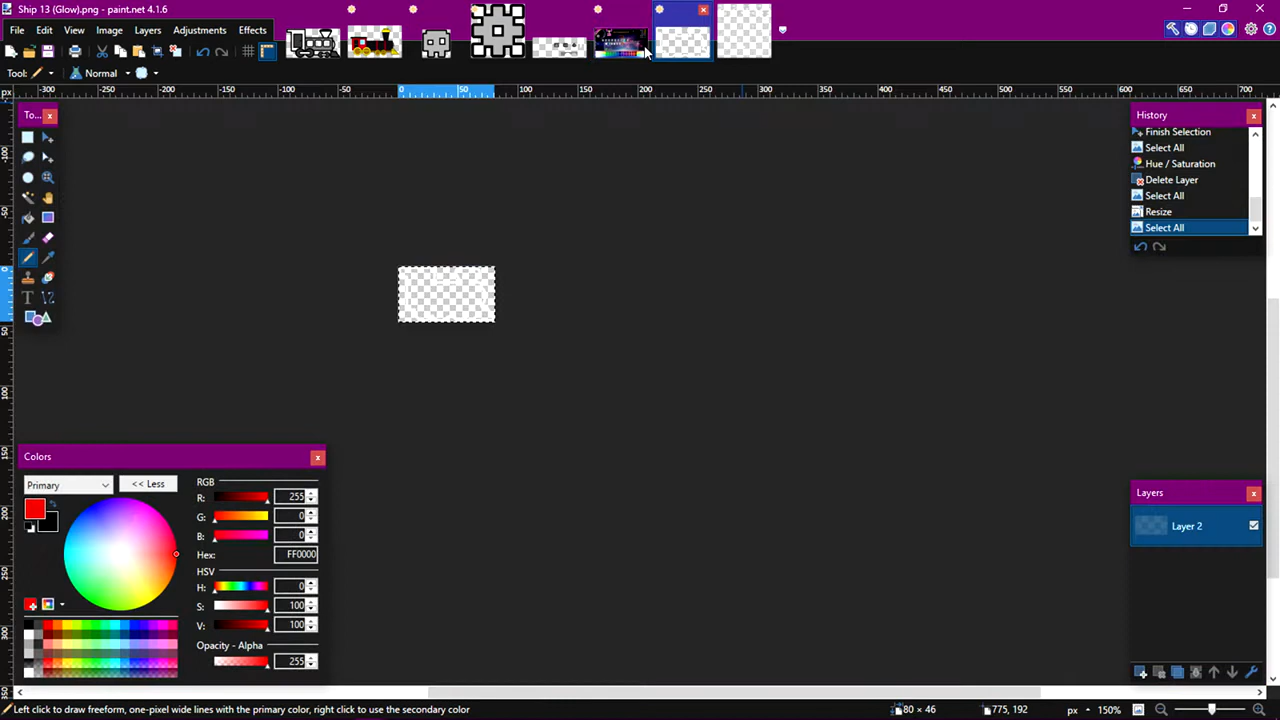 Ship 13 (Glow).png - paint.net 4.1.6
File Edit View Image Layers Adjustments Effects
Tool: Normal
px -300 -250 -200 -150 -100 -50 0 50 100 150 200 250 300 350 400 450 500 550 600 650 700
To...
History
Finish Selection
Select All
Hue / Saturation
Delete Layer
Select All
Resize
Select All
Colors
Primary
<< Less
RGB
R: 255
G: 0
B: 0
Hex: FF0000
HSV
H: 0
S: 100
V: 100
Opacity - Alpha
255
Layers
Layer 2
Left click to draw freeform, one-pixel wide lines with the primary color, right click to use the secondary color
80 × 46
775, 192
px
150%